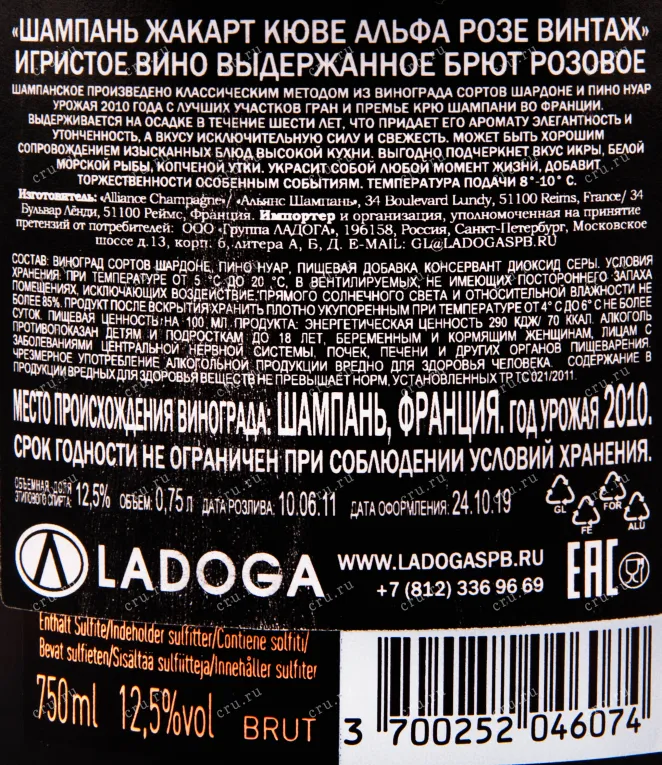 «ШАМПАНЬ ЖАКАРТ КЮВЕ АЛЬФА РОЗЕ ВИНТАЖ»
ИГРИСТОЕ ВИНО ВЫДЕРЖАННОЕ БРЮТ РОЗОВОЕ
ШАМПАНСКОЕ ПРОИЗВЕДЕНО КЛАССИЧЕСКИМ МЕТОДОМ ИЗ ВИНОГРАДА СОРТОВ ШАРДОНЕ И ПИНО НУАР
УРОЖАЯ 2010 ГОДА С ЛУЧШИХ УЧАСТКОВ ГРАН И ПРЕМЬЕ КРЮ ШАМПАНИ ВО ФРАНЦИИ.
ВЫДЕРЖИВАЕТСЯ НА ОСАДКЕ В ТЕЧЕНИЕ ШЕСТИ ЛЕТ, ЧТО ПРИДАЕТ ЕГО АРОМАТУ ЭЛЕГАНТНОСТЬ И
УТОНЧЕННОСТЬ, А ВКУСУ ИСКЛЮЧИТЕЛЬНУЮ СИЛУ И СВЕЖЕСТЬ. МОЖЕТ БЫТЬ ХОРОШИМ
СОПРОВОЖДЕНИЕМ ИЗЫСКАННЫХ БЛЮД ВЫСОКОЙ КУХНИ. ВЫГОДНО ПОДЧЕРКНЕТ ВКУС ИКРЫ, БЕЛОЙ
МОРСКОЙ РЫБЫ, КОПЧЕНОЙ УТКИ. УКРАСИТ СОБОЙ ЛЮБОЙ МОМЕНТ ЖИЗНИ, ДОБАВИТ
ТОРЖЕСТВЕННОСТИ ОСОБЕННЫМ СОБЫТИЯМ. ТЕМПЕРАТУРА ПОДАЧИ 8°-10° С.
Изготовитель: «Alliance Champagne»/ «Альянс Шампань», 34 Boulevard Lundy, 51100 Reims, France/ 34
Бульвар Лёнди, 51100 Реймс, Франция. Импортер и организация, уполномоченная на принятие
претензий от потребителей: ООО «Группа ЛАДОГА», 196158, Россия, Санкт-Петербург, Московское
шоссе д.13, корп. 6, литера А, Б, Д. E-MAIL: GL@LADOGASPB.RU
СОСТАВ: ВИНОГРАД СОРТОВ ШАРДОНЕ, ПИНО НУАР, ПИЩЕВАЯ ДОБАВКА КОНСЕРВАНТ ДИОКСИД СЕРЫ. УСЛОВИЯ
ХРАНЕНИЯ: ПРИ ТЕМПЕРАТУРЕ ОТ 5 °С ДО 20 °С, В ВЕНТИЛИРУЕМЫХ, НЕ ИМЕЮЩИХ ПОСТОРОННЕГО ЗАПАХА
ПОМЕЩЕНИЯХ, ИСКЛЮЧАЮЩИХ ВОЗДЕЙСТВИЕ ПРЯМОГО СОЛНЕЧНОГО СВЕТА И ОТНОСИТЕЛЬНОЙ ВЛАЖНОСТИ НЕ
БОЛЕЕ 85%. ПРОДУКТ ПОСЛЕ ВСКРЫТИЯ ХРАНИТЬ ПЛОТНО УКУПОРЕННЫМ ПРИ ТЕМПЕРАТУРЕ ОТ 4° С ДО 6° С НЕ БОЛЕЕ
СУТОК. ПИЩЕВАЯ ЦЕННОСТЬ НА 100 МЛ. ПРОДУКТА: ЭНЕРГЕТИЧЕСКАЯ ЦЕННОСТЬ 290 КДЖ/ 70 ККАЛ. АЛКОГОЛЬ
ПРОТИВОПОКАЗАН ДЕТЯМ И ПОДРОСТКАМ ДО 18 ЛЕТ, БЕРЕМЕННЫМ И КОРМЯЩИМ ЖЕНЩИНАМ, ЛИЦАМ С
ЗАБОЛЕВАНИЯМИ ЦЕНТРАЛЬНОЙ НЕРВНОЙ СИСТЕМЫ, ПОЧЕК, ПЕЧЕНИ И ДРУГИХ ОРГАНОВ ПИЩЕВАРЕНИЯ.
ЧРЕЗМЕРНОЕ УПОТРЕБЛЕНИЕ АЛКОГОЛЬНОЙ ПРОДУКЦИИ ВРЕДНО ДЛЯ ЗДОРОВЬЯ ЧЕЛОВЕКА. СОДЕРЖАНИЕ В
ПРОДУКЦИИ ВРЕДНЫХ ДЛЯ ЗДОРОВЬЯ ВЕЩЕСТВ НЕ ПРЕВЫШАЕТ НОРМ, УСТАНОВЛЕННЫХ ТР ТС 021/2011.
МЕСТО ПРОИСХОЖДЕНИЯ ВИНОГРАДА: ШАМПАНЬ, ФРАНЦИЯ. ГОД УРОЖАЯ 2010.
СРОК ГОДНОСТИ НЕ ОГРАНИЧЕН ПРИ СОБЛЮДЕНИИ УСЛОВИЙ ХРАНЕНИЯ.
ОБЪЕМНАЯ ДОЛЯ
ЭТИЛОВОГО СПИРТА: 12,5% ОБЪЕМ: 0,75 Л ДАТА РОЗЛИВА: 10.06.11 ДАТА ОФОРМЛЕНИЯ: 24.10.19
GL FE FOR ALU
LADOGA
WWW.LADOGASPB.RU
+7 (812) 336 96 69
EAC
Enthält Sulfite/Indeholder sulfitter/Contiene solfiti/
Bevat sulfieten/Sisältää sulfiitteja/Innehåller sulfiter
750ml 12,5%vol BRUT
3 700252 046074
cru.ru